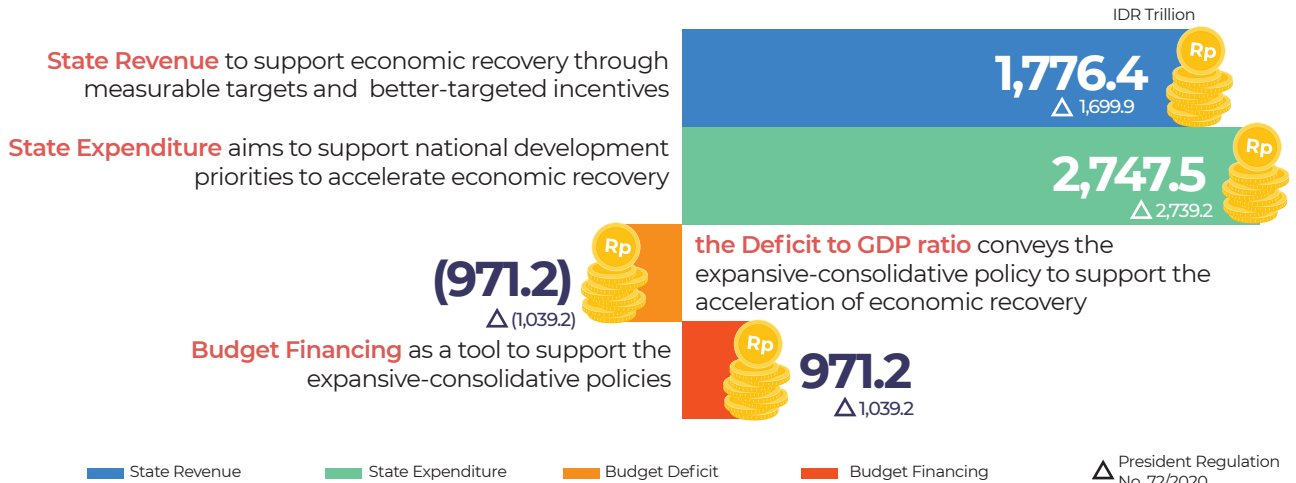 IDR Trillion
State Revenue to support economic recovery through
measurable targets and better-targeted incentives
Rp
1,776.4
△ 1,699.9
State Expenditure aims to support national development
priorities to accelerate economic recovery
Rp
2,747.5
△ 2,739.2
Rp
(971.2)
△ (1,039.2)
the Deficit to GDP ratio conveys the
expansive-consolidative policy to support the
acceleration of economic recovery
Budget Financing as a tool to support the
expansive-consolidative policies
Rp
971.2
△ 1,039.2
State Revenue
State Expenditure
Budget Deficit
Budget Financing
△ President Regulation
No. 72/2020